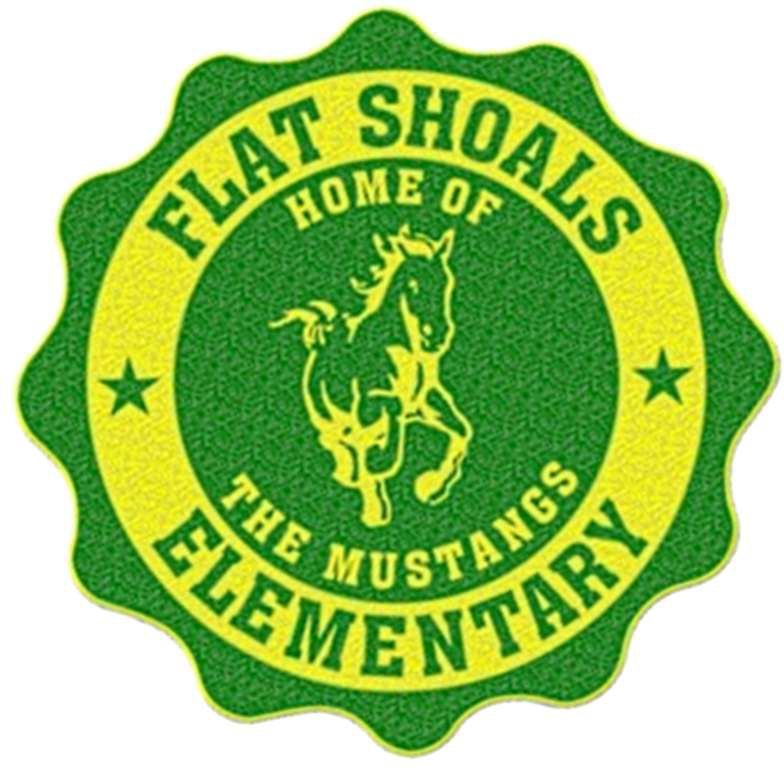 FLAT SHOALS
HOME OF
THE MUSTANGS
ELEMENTARY